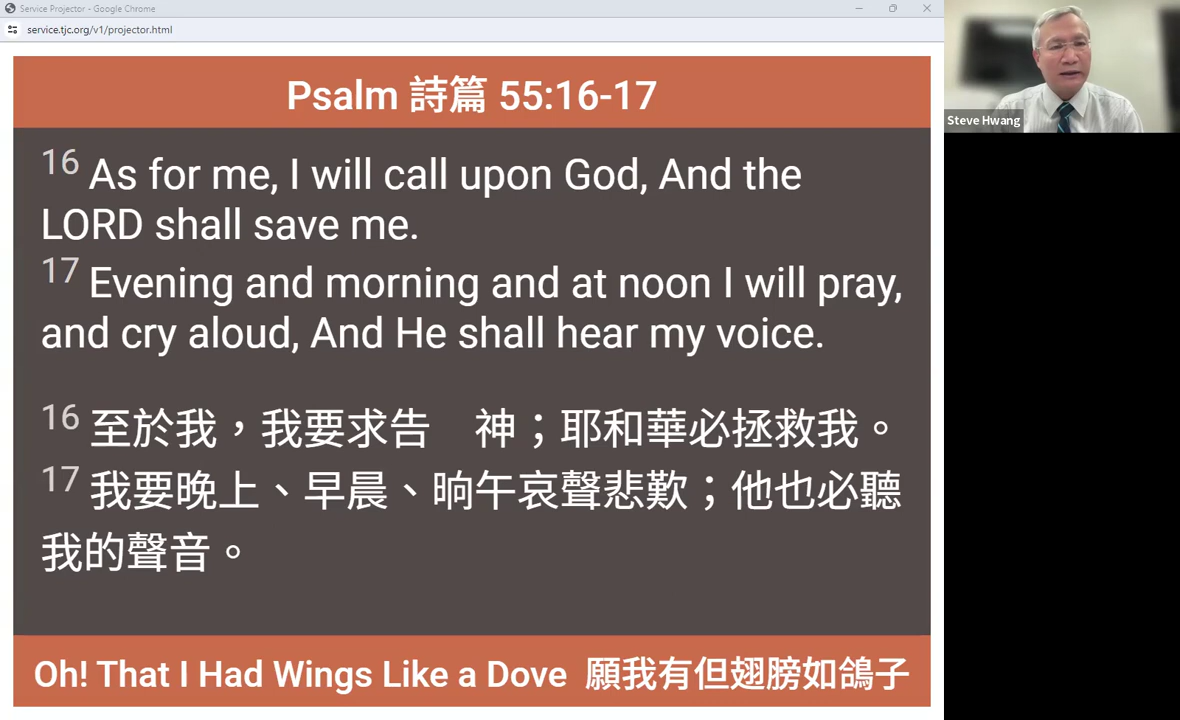 Service Projector - Google Chrome
service.tjc.org/v1/projector.html
Psalm 詩篇 55:16-17
16 As for me, I will call upon God, And the
LORD shall save me.
17 Evening and morning and at noon I will pray,
and cry aloud, And He shall hear my voice.
16 至於我，我要求告　神；耶和華必拯救我。
17 我要晚上、早晨、晌午哀聲悲歎；他也必聽
我的聲音。
Oh! That I Had Wings Like a Dove 願我有但翅膀如鴿子
Steve Hwang